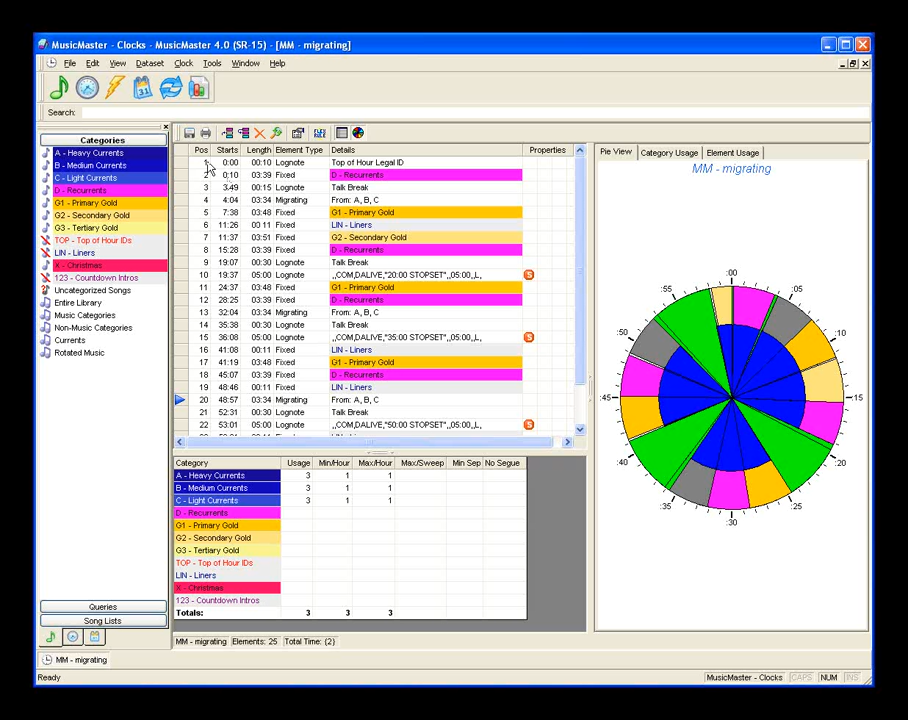 MusicMaster - Clocks - MusicMaster 4.0 (SR-15) - [MM - migrating]
File Edit View Dataset Clock Tools Window Help
31
Search:
Categories
A - Heavy Currents
B - Medium Currents
C - Light Currents
D - Recurrents
G1 - Primary Gold
G2 - Secondary Gold
G3 - Tertiary Gold
TOP - Top of Hour IDs
LIN - Liners
X - Christmas
123 - Countdown Intros
Uncategorized Songs
Entire Library
Music Categories
Non-Music Categories
Currents
Rotated Music
Queries
Song Lists
Pos Starts Length Element Type Details Properties
1 0:00 00:10 Lognote Top of Hour Legal ID
2 0:10 03:39 Fixed D - Recurrents
3 3:49 00:15 Lognote Talk Break
4 4:04 03:34 Migrating From: A, B, C
5 7:38 03:48 Fixed G1 - Primary Gold
6 11:26 00:11 Fixed LIN - Liners
7 11:37 03:51 Fixed G2 - Secondary Gold
8 15:28 03:39 Fixed D - Recurrents
9 19:07 00:30 Lognote Talk Break
10 19:37 05:00 Lognote ,,COM,DALIVE,"20:00 STOPSET",,05:00,,L, S
11 24:37 03:48 Fixed G1 - Primary Gold
12 28:25 03:39 Fixed D - Recurrents
13 32:04 03:34 Migrating From: A, B, C
14 35:38 00:30 Lognote Talk Break
15 36:08 05:00 Lognote ,,COM,DALIVE,"35:00 STOPSET",,05:00,,L, S
16 41:08 00:11 Fixed LIN - Liners
17 41:19 03:48 Fixed G1 - Primary Gold
18 45:07 03:39 Fixed D - Recurrents
19 48:46 00:11 Fixed LIN - Liners
20 48:57 03:34 Migrating From: A, B, C
21 52:31 00:30 Lognote Talk Break
22 53:01 05:00 Lognote ,,COM,DALIVE,"50:00 STOPSET",,05:00,,L, S
Category Usage Min/Hour Max/Hour Max/Sweep Min Sep No Segue
A - Heavy Currents 3 1 1
B - Medium Currents 3 1 1
C - Light Currents 3 1 1
D - Recurrents
G1 - Primary Gold
G2 - Secondary Gold
G3 - Tertiary Gold
TOP - Top of Hour IDs
LIN - Liners
X - Christmas
123 - Countdown Intros
Totals: 3 3 3
MM - migrating Elements: 25 Total Time: (2)
Pie View Category Usage Element Usage
MM - migrating
:00
:05
:10
:15
:20
:25
:30
:35
:40
:45
:50
:55
MM - migrating
Ready MusicMaster - Clocks CAPS NUM INS